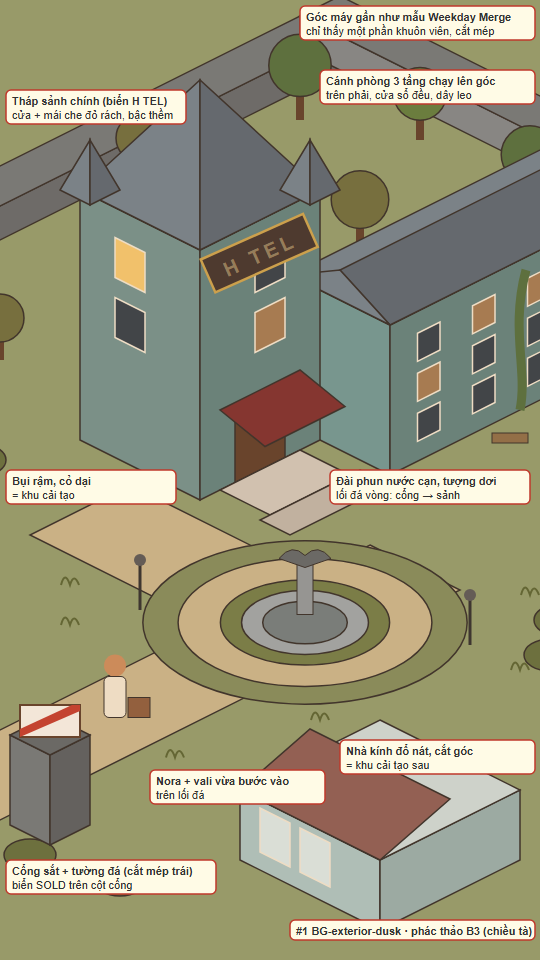 Góc máy gần như mẫu Weekday Merge
chỉ thấy một phần khuôn viên, cắt mép
Cánh phòng 3 tầng chạy lên góc
trên phải, cửa sổ đều, dây leo
Tháp sảnh chính (biển H TEL)
cửa + mái che đỏ rách, bậc thềm
H TEL
Bụi rậm, cỏ dại
= khu cải tạo
Đài phun nước cạn, tượng dơi
lối đá vòng: cổng → sảnh
Nhà kính đổ nát, cắt góc
= khu cải tạo sau
Nora + vali vừa bước vào
trên lối đá
Cổng sắt + tường đá (cắt mép trái)
biển SOLD trên cột cổng
#1 BG-exterior-dusk · phác thảo B3 (chiều tà)